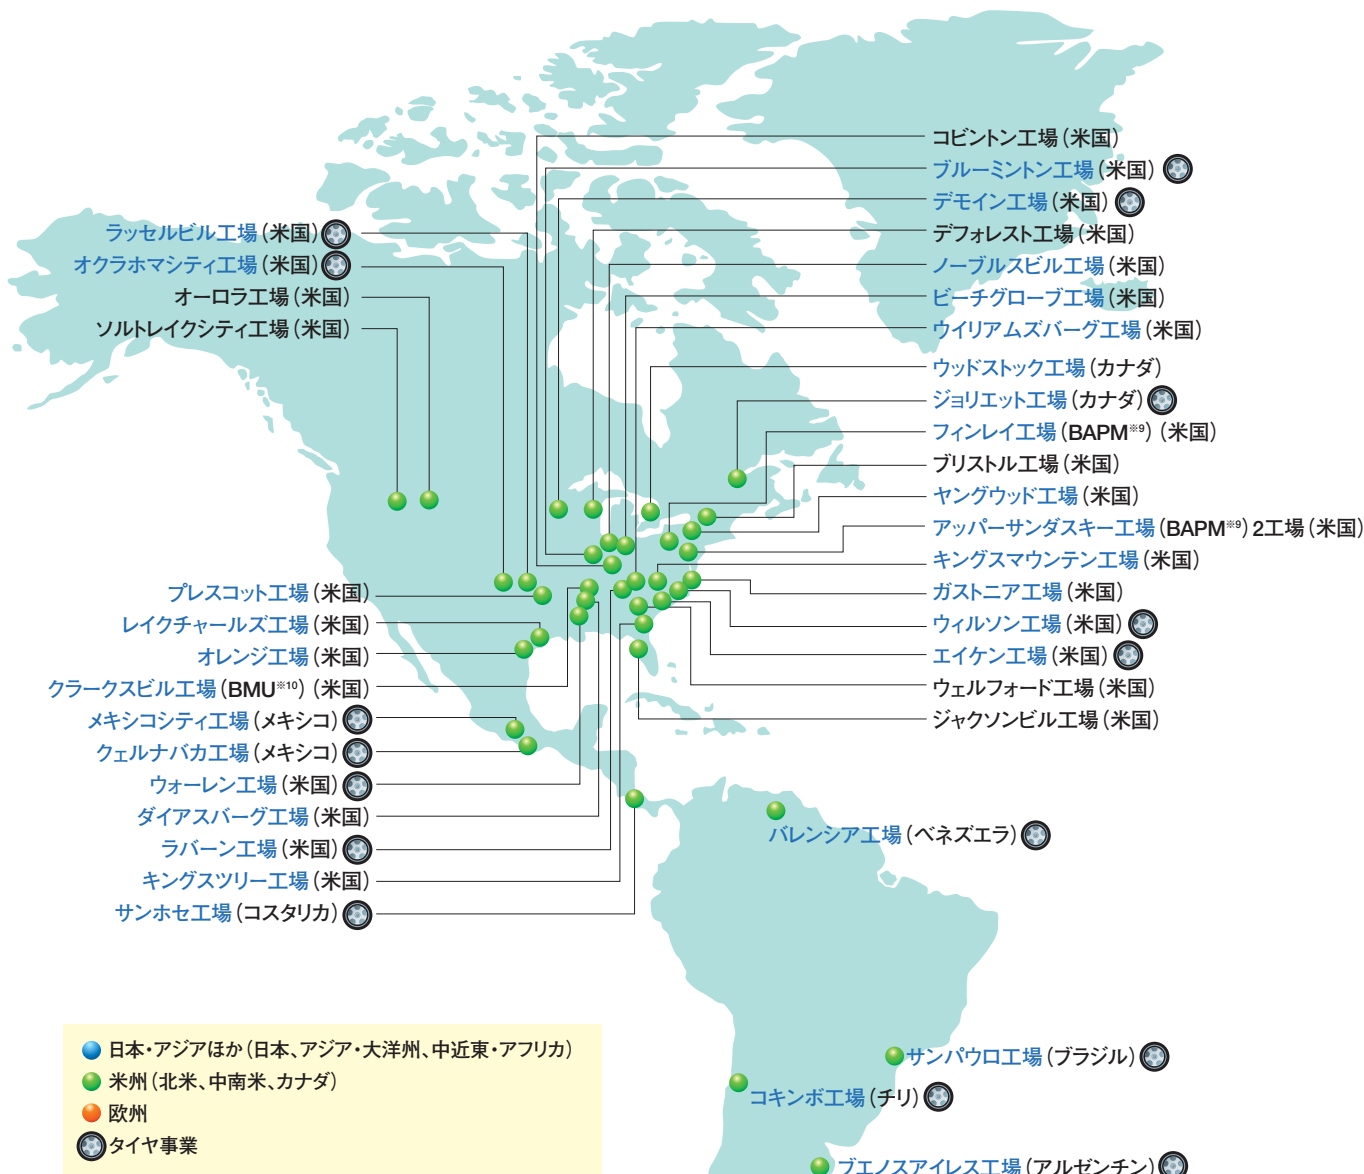 ラッセルビル工場(米国)
オクラホマシティ工場(米国)
オーロラ工場(米国)
ソルトレイクシティ工場(米国)
コビントン工場(米国)
ブルーミントン工場(米国)
デモイン工場(米国)
デフォレスト工場(米国)
ノーブルスビル工場(米国)
ビーチグローブ工場(米国)
ウイリアムズバーグ工場(米国)
ウッドストック工場(カナダ)
ジョリエット工場(カナダ)
フィンレイ工場(BAPM※9)(米国)
ブリストル工場(米国)
ヤングウッド工場(米国)
アッパーサンダスキー工場(BAPM※9)2工場(米国)
キングスマウンテン工場(米国)
ガストニア工場(米国)
ウィルソン工場(米国)
エイケン工場(米国)
ウェルフォード工場(米国)
ジャクソンビル工場(米国)
プレスコット工場(米国)
レイクチャールズ工場(米国)
オレンジ工場(米国)
クラークスビル工場(BMU※10)(米国)
メキシコシティ工場(メキシコ)
クェルナバカ工場(メキシコ)
ウォーレン工場(米国)
ダイアスバーグ工場(米国)
ラバーン工場(米国)
キングスツリー工場(米国)
サンホセ工場(コスタリカ)
バレンシア工場(ベネズエラ)
サンパウロ工場(ブラジル)
コキンボ工場(チリ)
ブエノスアイレス工場(アルゼンチン)
日本・アジアほか(日本、アジア・大洋州、中近東・アフリカ)
米州(北米、中南米、カナダ)
欧州
タイヤ事業